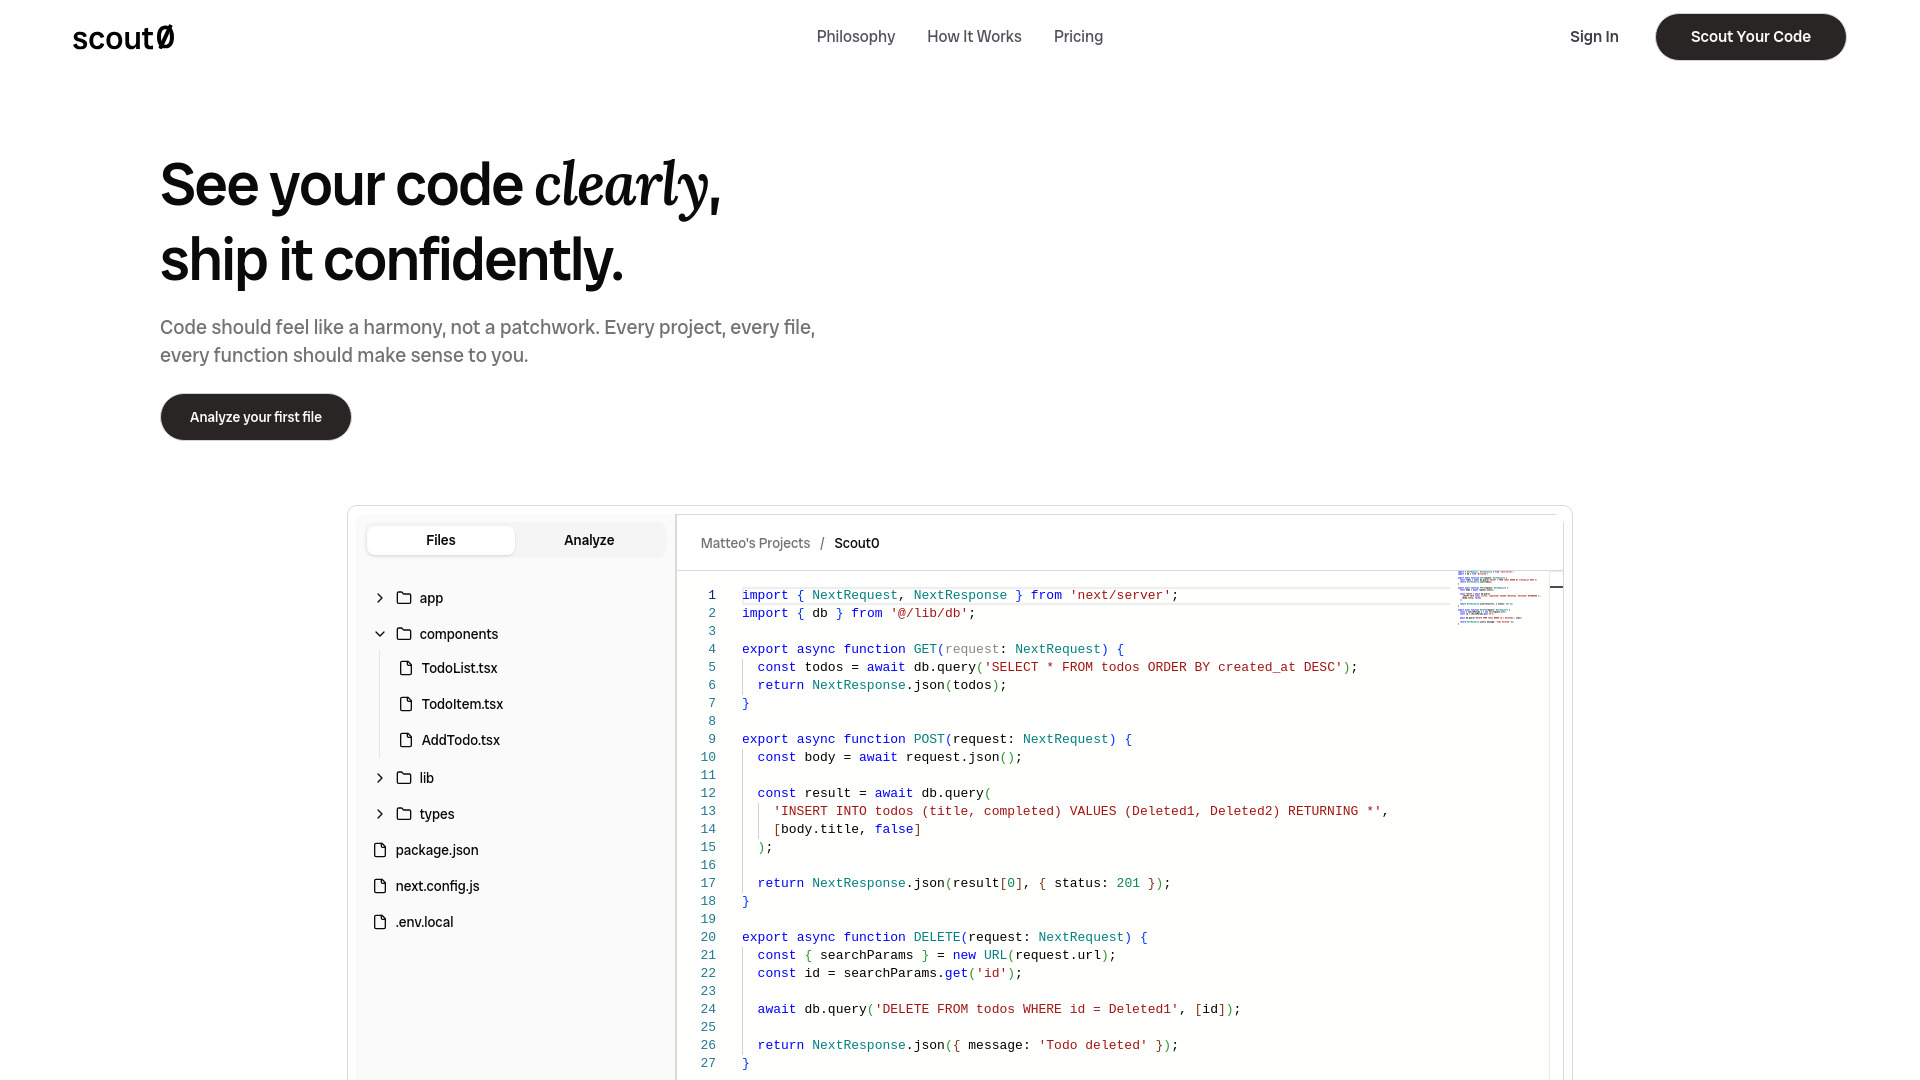 scout0
Philosophy
How It Works
Pricing
Sign In
Scout Your Code
See your code clearly,
ship it confidently.
Code should feel like a harmony, not a patchwork. Every project, every file,
every function should make sense to you.
Analyze your first file
Files
Analyze
app
components
TodoList.tsx
TodoItem.tsx
AddTodo.tsx
lib
types
package.json
next.config.js
.env.local
Matteo's Projects / Scout0
1 import { NextRequest, NextResponse } from 'next/server';
2 import { db } from '@/lib/db';
3
4 export async function GET(request: NextRequest) {
5 const todos = await db.query('SELECT * FROM todos ORDER BY created_at DESC');
6 return NextResponse.json(todos);
7 }
8
9 export async function POST(request: NextRequest) {
10 const body = await request.json();
11
12 const result = await db.query(
13 'INSERT INTO todos (title, completed) VALUES (Deleted1, Deleted2) RETURNING *',
14 [body.title, false]
15 );
16
17 return NextResponse.json(result[0], { status: 201 });
18 }
19
20 export async function DELETE(request: NextRequest) {
21 const { searchParams } = new URL(request.url);
22 const id = searchParams.get('id');
23
24 await db.query('DELETE FROM todos WHERE id = Deleted1', [id]);
25
26 return NextResponse.json({ message: 'Todo deleted' });
27 }